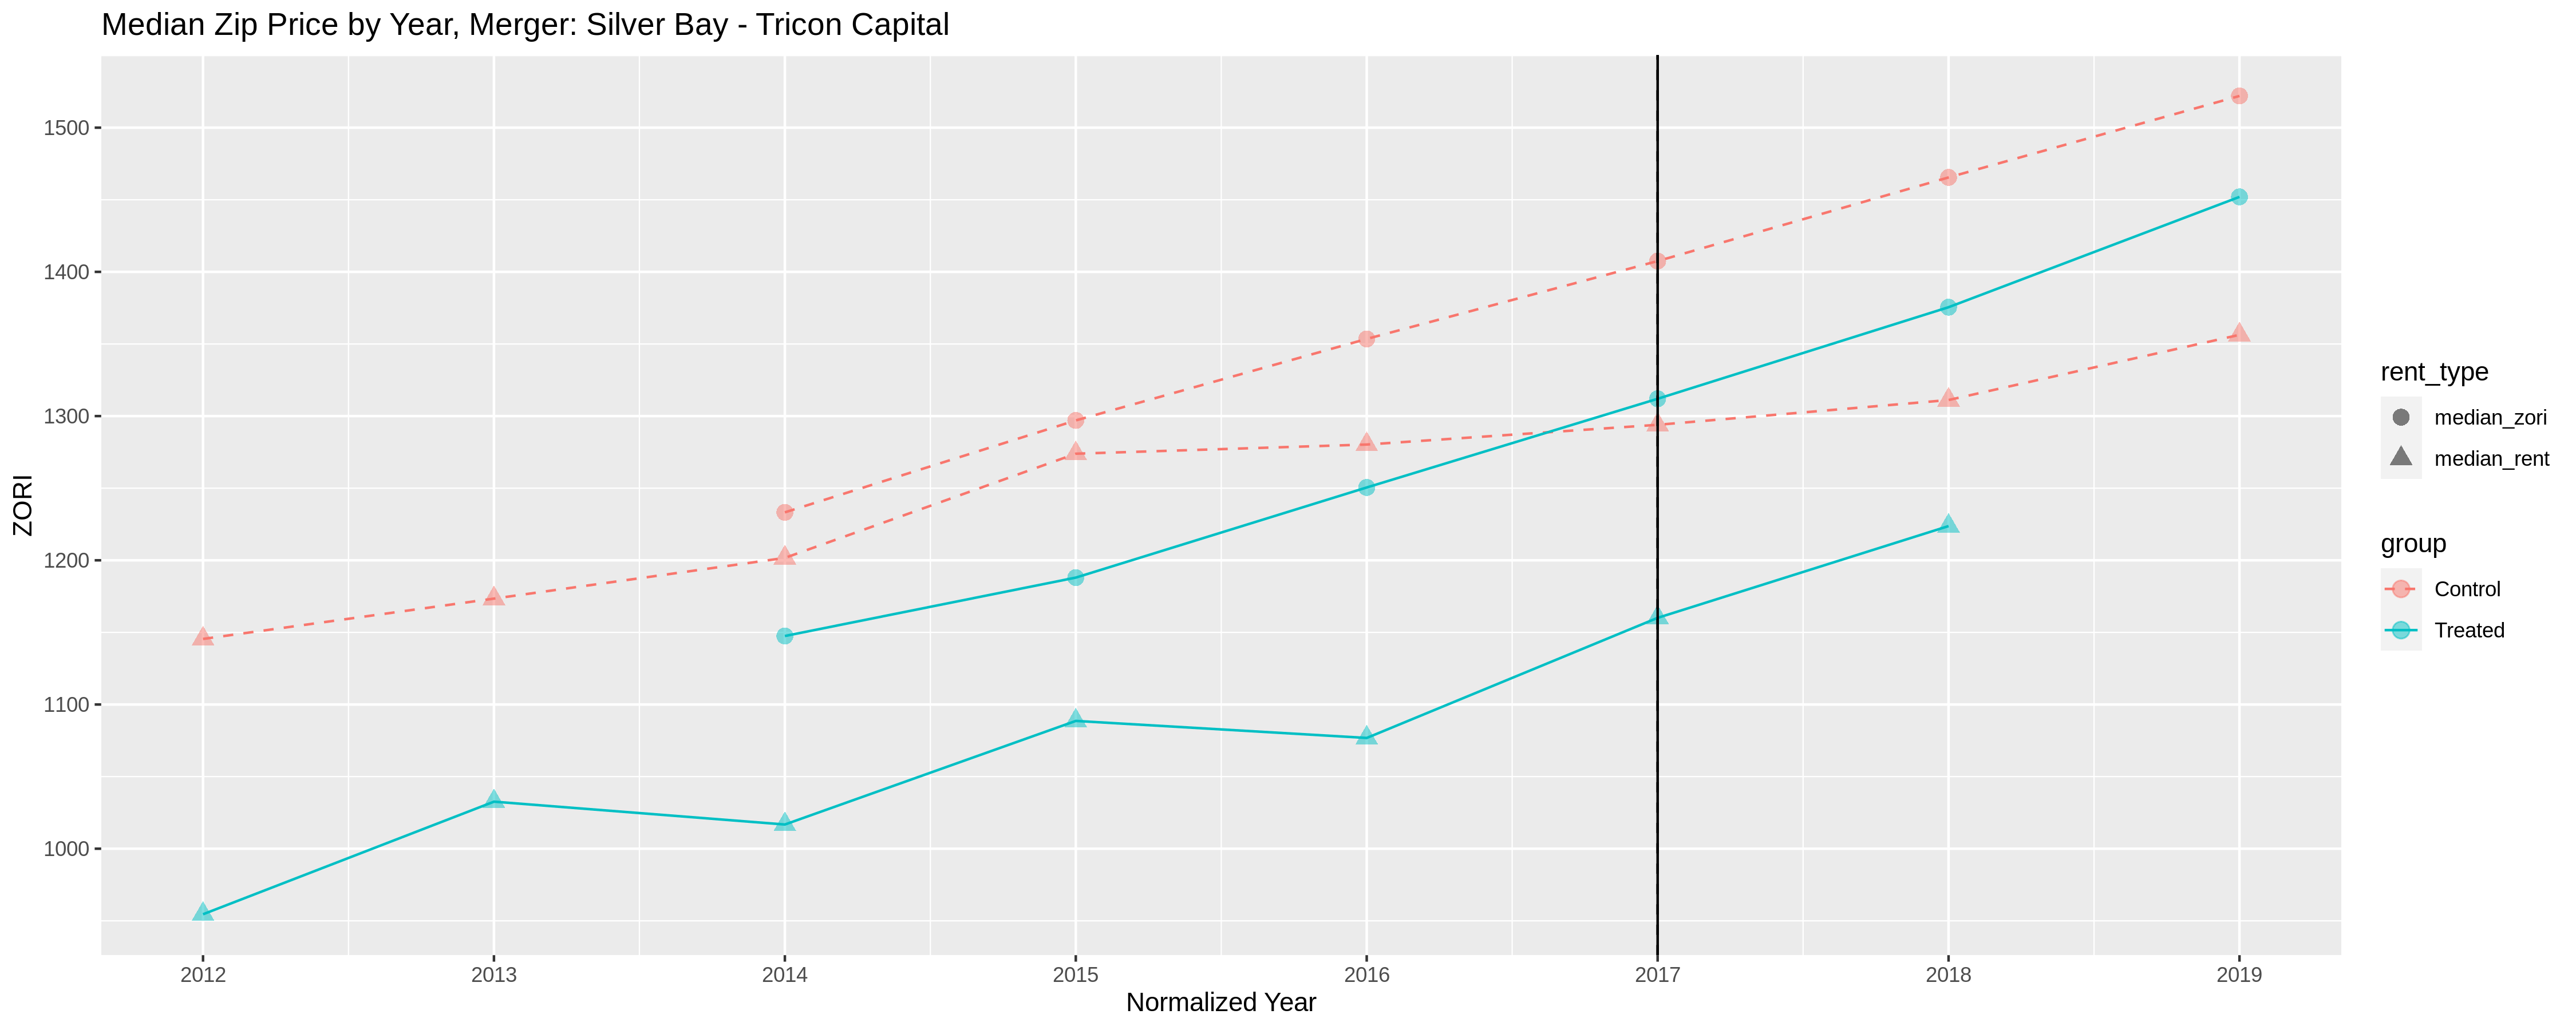 Median Zip Price by Year, Merger: Silver Bay - Tricon Capital
ZORI
1500
1400
1300
1200
1100
1000
2012 2013 2014 2015 2016 2017 2018 2019
Normalized Year
rent_type
median_zori
median_rent
group
Control
Treated